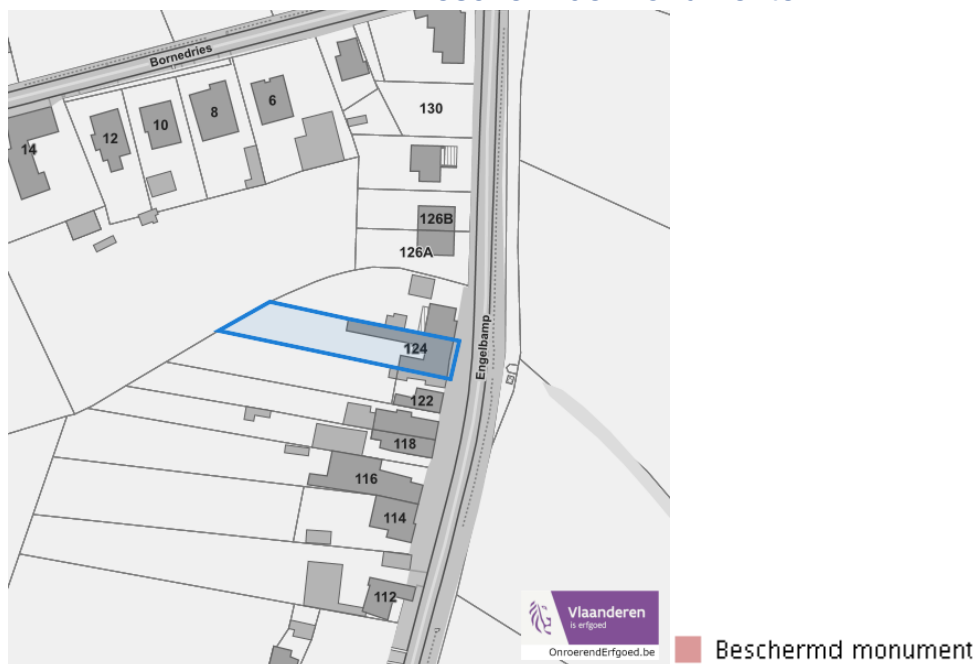 Bornedries
130
6
8
10
12
14
126B
126A
Engelbamp
124
122
118
116
114
112
Vlaanderen
is erfgoed
OnroerendErfgoed.be
Beschermd monument